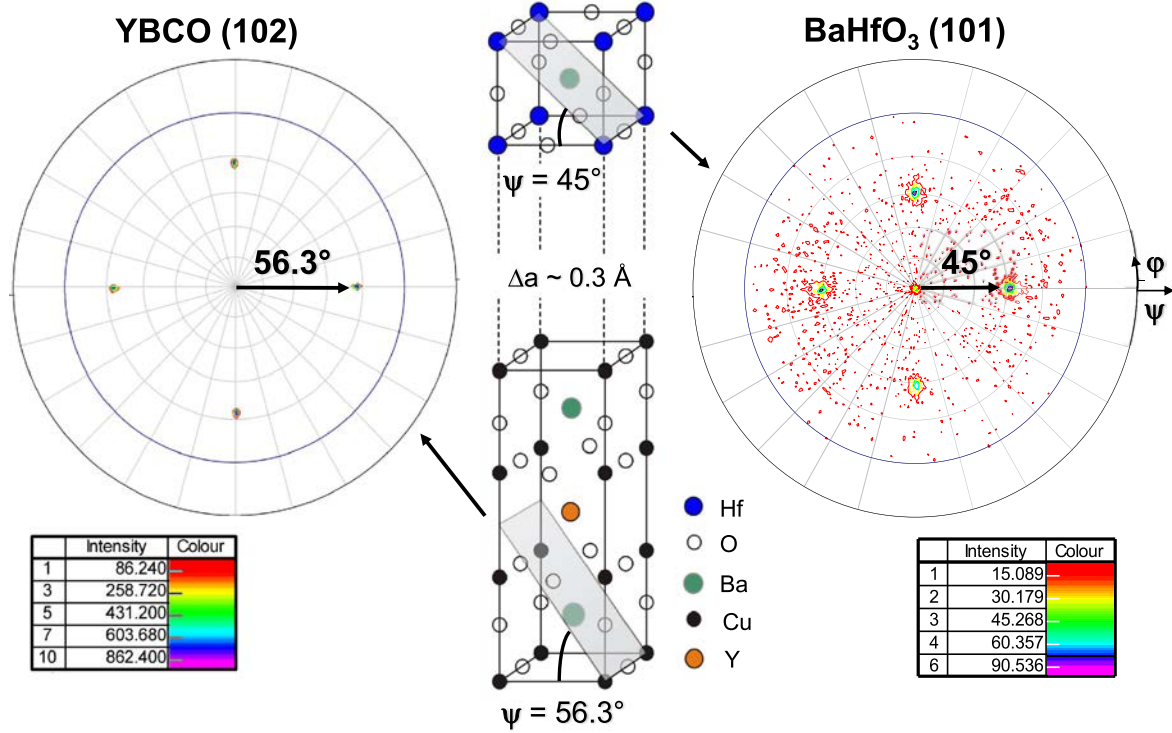 YBCO (102)
BaHfO₃ (101)
ψ = 45°
56.3°
45°
φ
ψ
Δa ~ 0.3 Å
Hf
O
Ba
Cu
Y
Intensity Colour
1 86.240
3 258.720
5 431.200
7 603.680
10 862.400
Intensity Colour
1 15.089
2 30.179
3 45.268
4 60.357
6 90.536
ψ = 56.3°